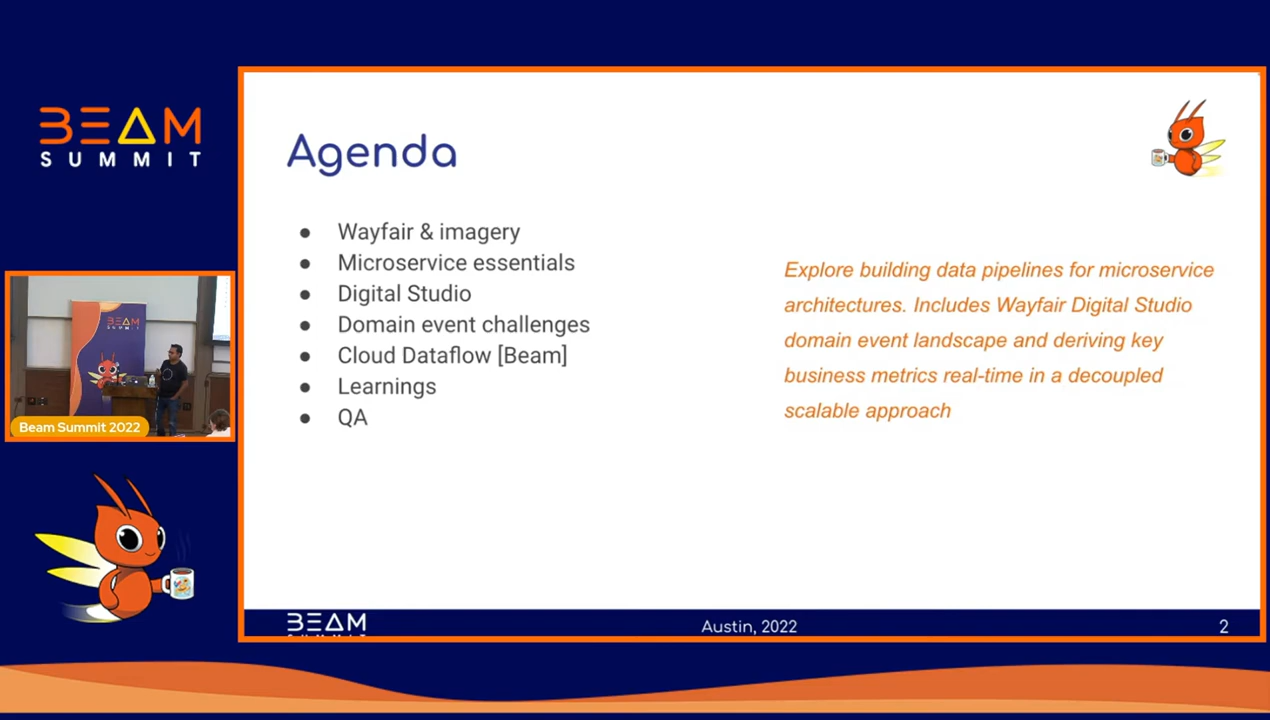 BEAM
SUMMIT
Agenda
Wayfair & imagery
Microservice essentials
Digital Studio
Domain event challenges
Cloud Dataflow [Beam]
Learnings
QA
Explore building data pipelines for microservice
architectures. Includes Wayfair Digital Studio
domain event landscape and deriving key
business metrics real-time in a decoupled
scalable approach
BEAM
SUMMIT
Beam Summit 2022
BEAM
Austin, 2022
2